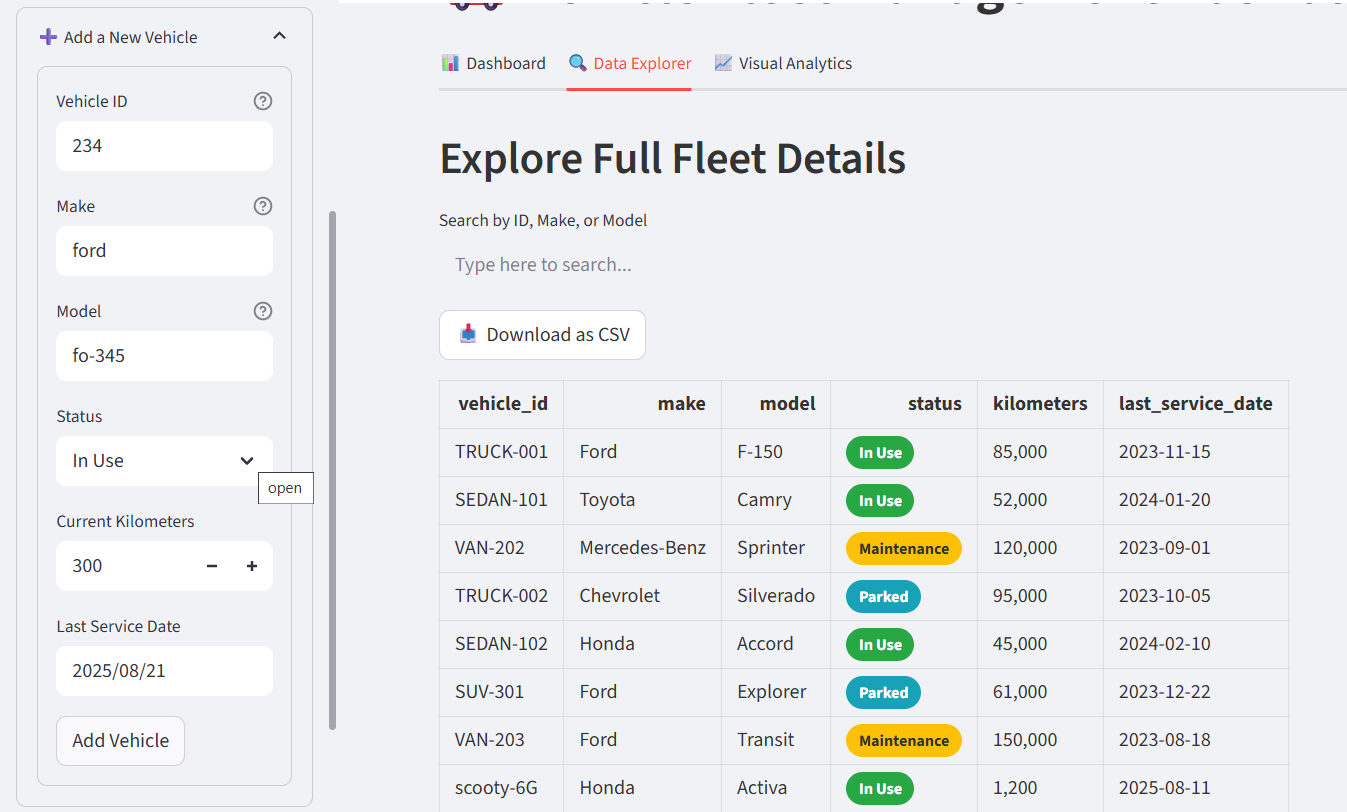 Add a New Vehicle
Vehicle ID
234
Make
ford
Model
fo-345
Status
In Use
open
Current Kilometers
300
Last Service Date
2025/08/21
Add Vehicle
Dashboard Data Explorer Visual Analytics
Explore Full Fleet Details
Search by ID, Make, or Model
Type here to search...
Download as CSV
vehicle_id make model status kilometers last_service_date
TRUCK-001 Ford F-150 In Use 85,000 2023-11-15
SEDAN-101 Toyota Camry In Use 52,000 2024-01-20
VAN-202 Mercedes-Benz Sprinter Maintenance 120,000 2023-09-01
TRUCK-002 Chevrolet Silverado Parked 95,000 2023-10-05
SEDAN-102 Honda Accord In Use 45,000 2024-02-10
SUV-301 Ford Explorer Parked 61,000 2023-12-22
VAN-203 Ford Transit Maintenance 150,000 2023-08-18
scooty-6G Honda Activa In Use 1,200 2025-08-11